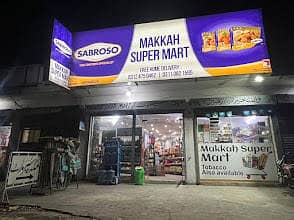 SABROSO
MAKKAH
SUPER MART
FREE HOME DELIVERY
Makkah Super
Mart
Tobacco
Also available